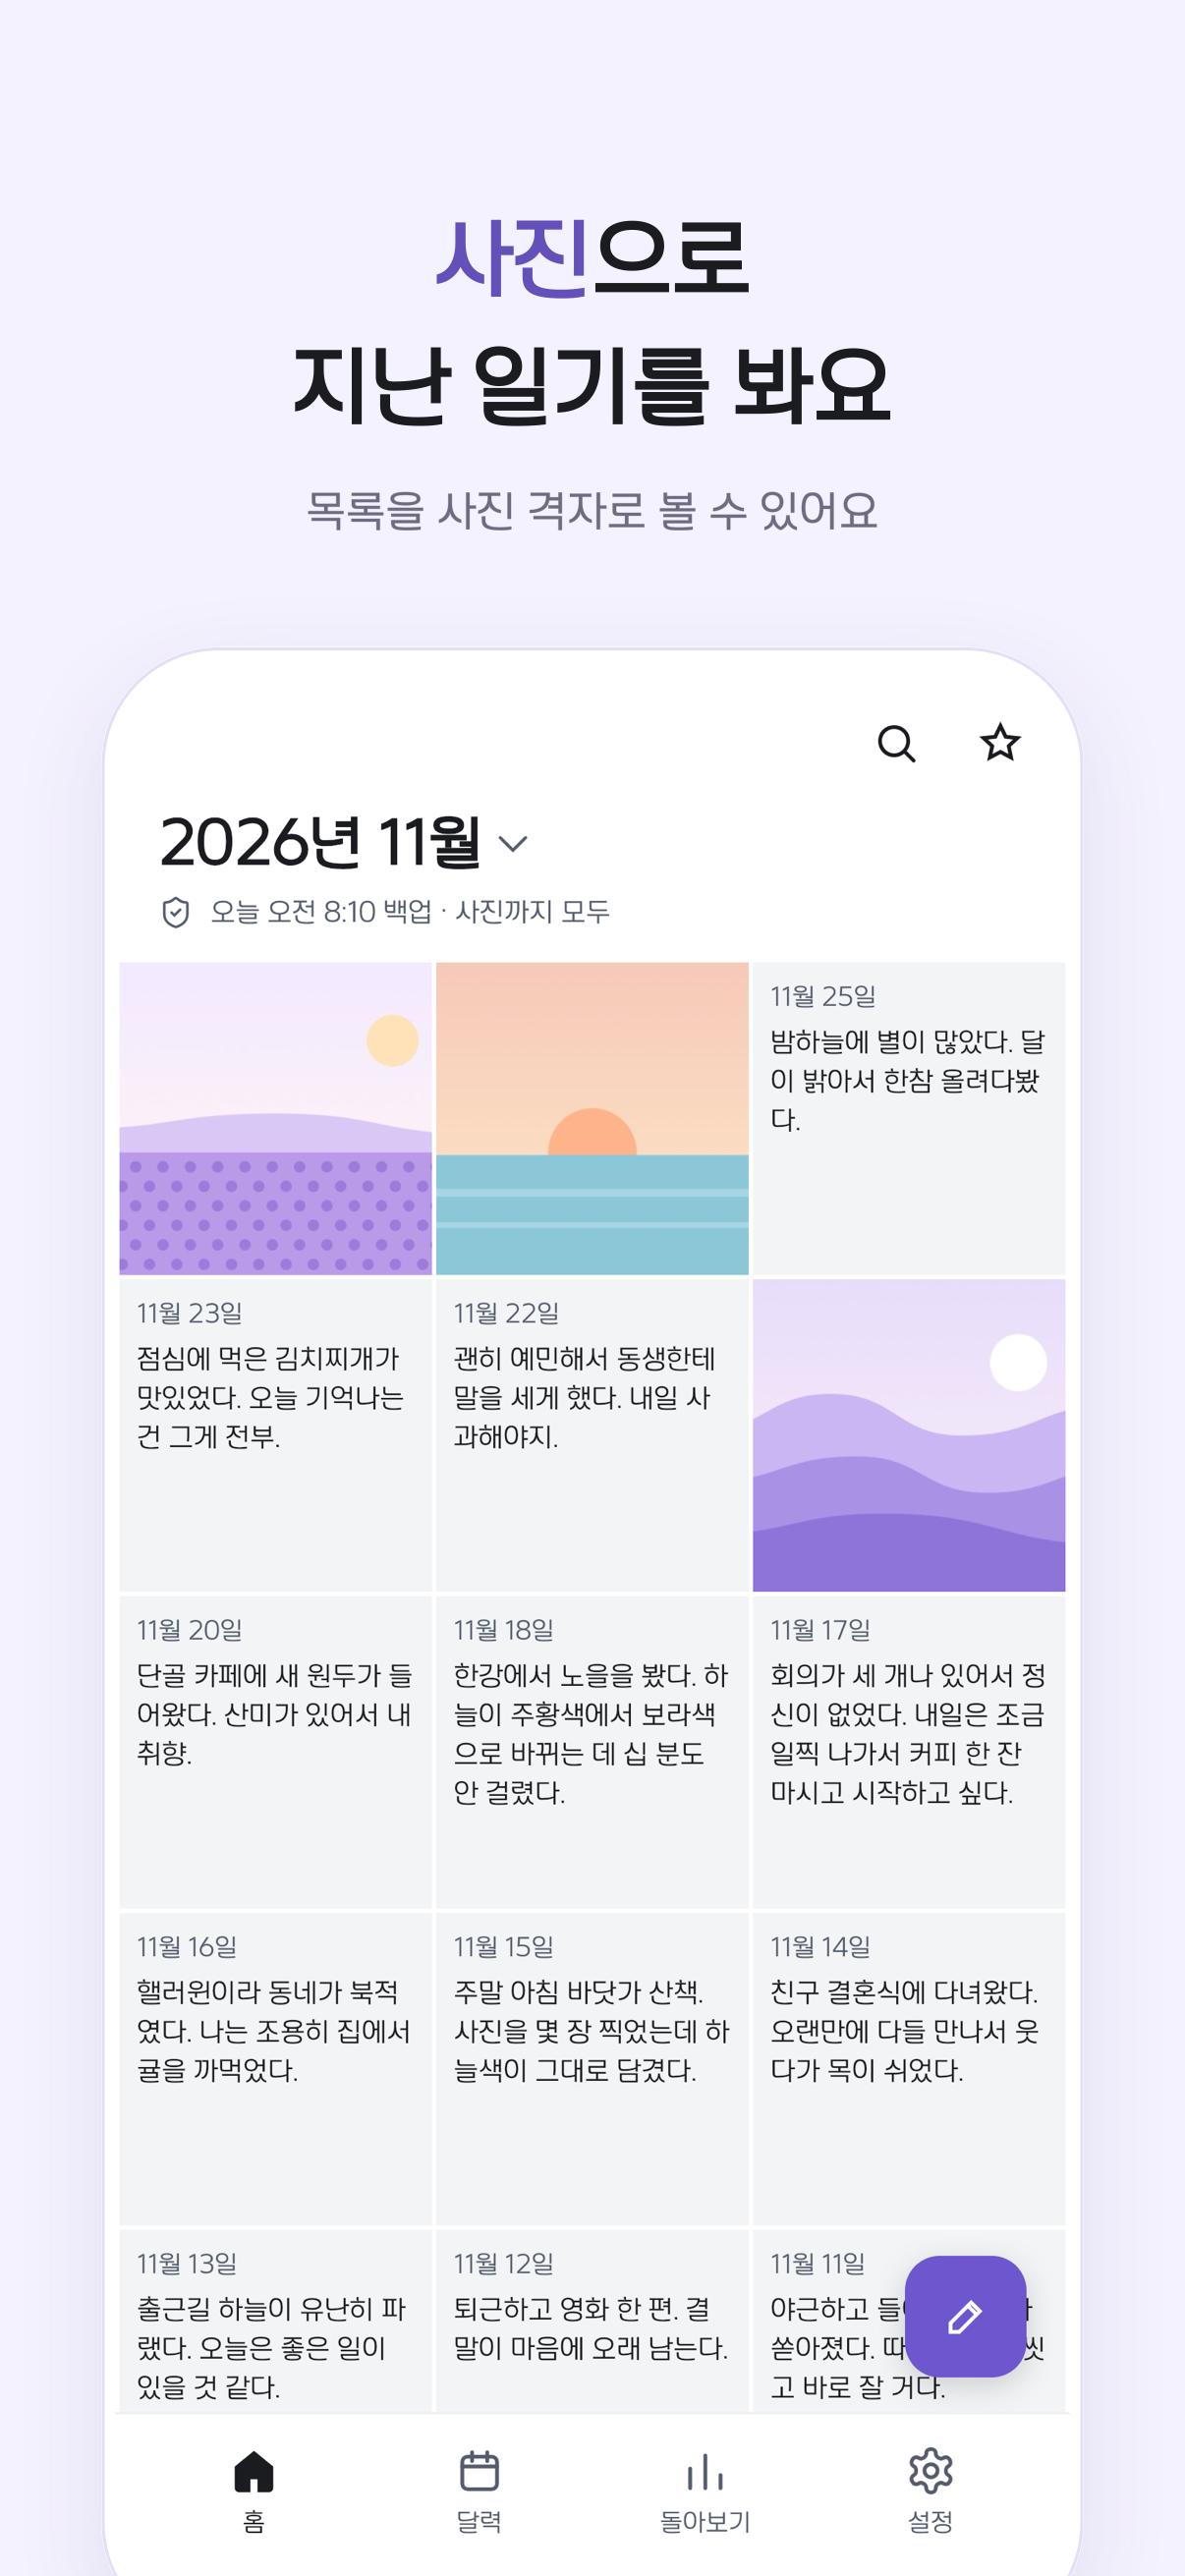 사진으로
지난 일기를 봐요
목록을 사진 격자로 볼 수 있어요
2026년 11월
오늘 오전 8:10 백업 · 사진까지 모두
11월 25일
밤하늘에 별이 많았다. 달
이 밝아서 한참 올려다봤
다.
11월 23일
점심에 먹은 김치찌개가
맛있었다. 오늘 기억나는
건 그게 전부.
11월 22일
괜히 예민해서 동생한테
말을 세게 했다. 내일 사
과해야지.
11월 20일
단골 카페에 새 원두가 들
어왔다. 산미가 있어서 내
취향.
11월 18일
한강에서 노을을 봤다. 하
늘이 주황색에서 보라색
으로 바뀌는 데 십 분도
안 걸렸다.
11월 17일
회의가 세 개나 있어서 정
신이 없었다. 내일은 조금
일찍 나가서 커피 한 잔
마시고 시작하고 싶다.
11월 16일
핼러윈이라 동네가 북적
였다. 나는 조용히 집에서
귤을 까먹었다.
11월 15일
주말 아침 바닷가 산책.
사진을 몇 장 찍었는데 하
늘색이 그대로 담겼다.
11월 14일
친구 결혼식에 다녀왔다.
오랜만에 다들 만나서 웃
다가 목이 쉬었다.
11월 13일
출근길 하늘이 유난히 파
랬다. 오늘은 좋은 일이
있을 것 같다.
11월 12일
퇴근하고 영화 한 편. 결
말이 마음에 오래 남는다.
11월 11일
야근하고
쏟아졌다.
고 바로 잘 거다.
홈
달력
돌아보기
설정